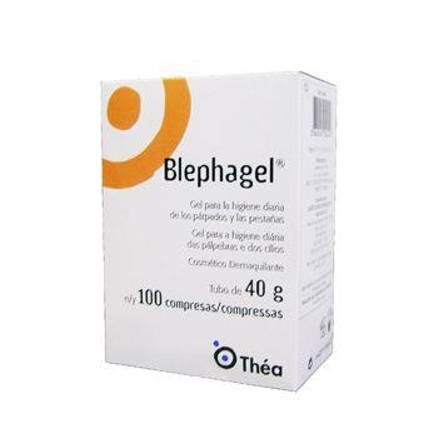 Blephagel®
Gel para la higiene diaria
de los párpados y las pestañas
Gel para a higiene diária
das pálpebras e dos cílios
Cosmético Demaquilante
Tubo de 40 g
100 compresas/compressas
Théa